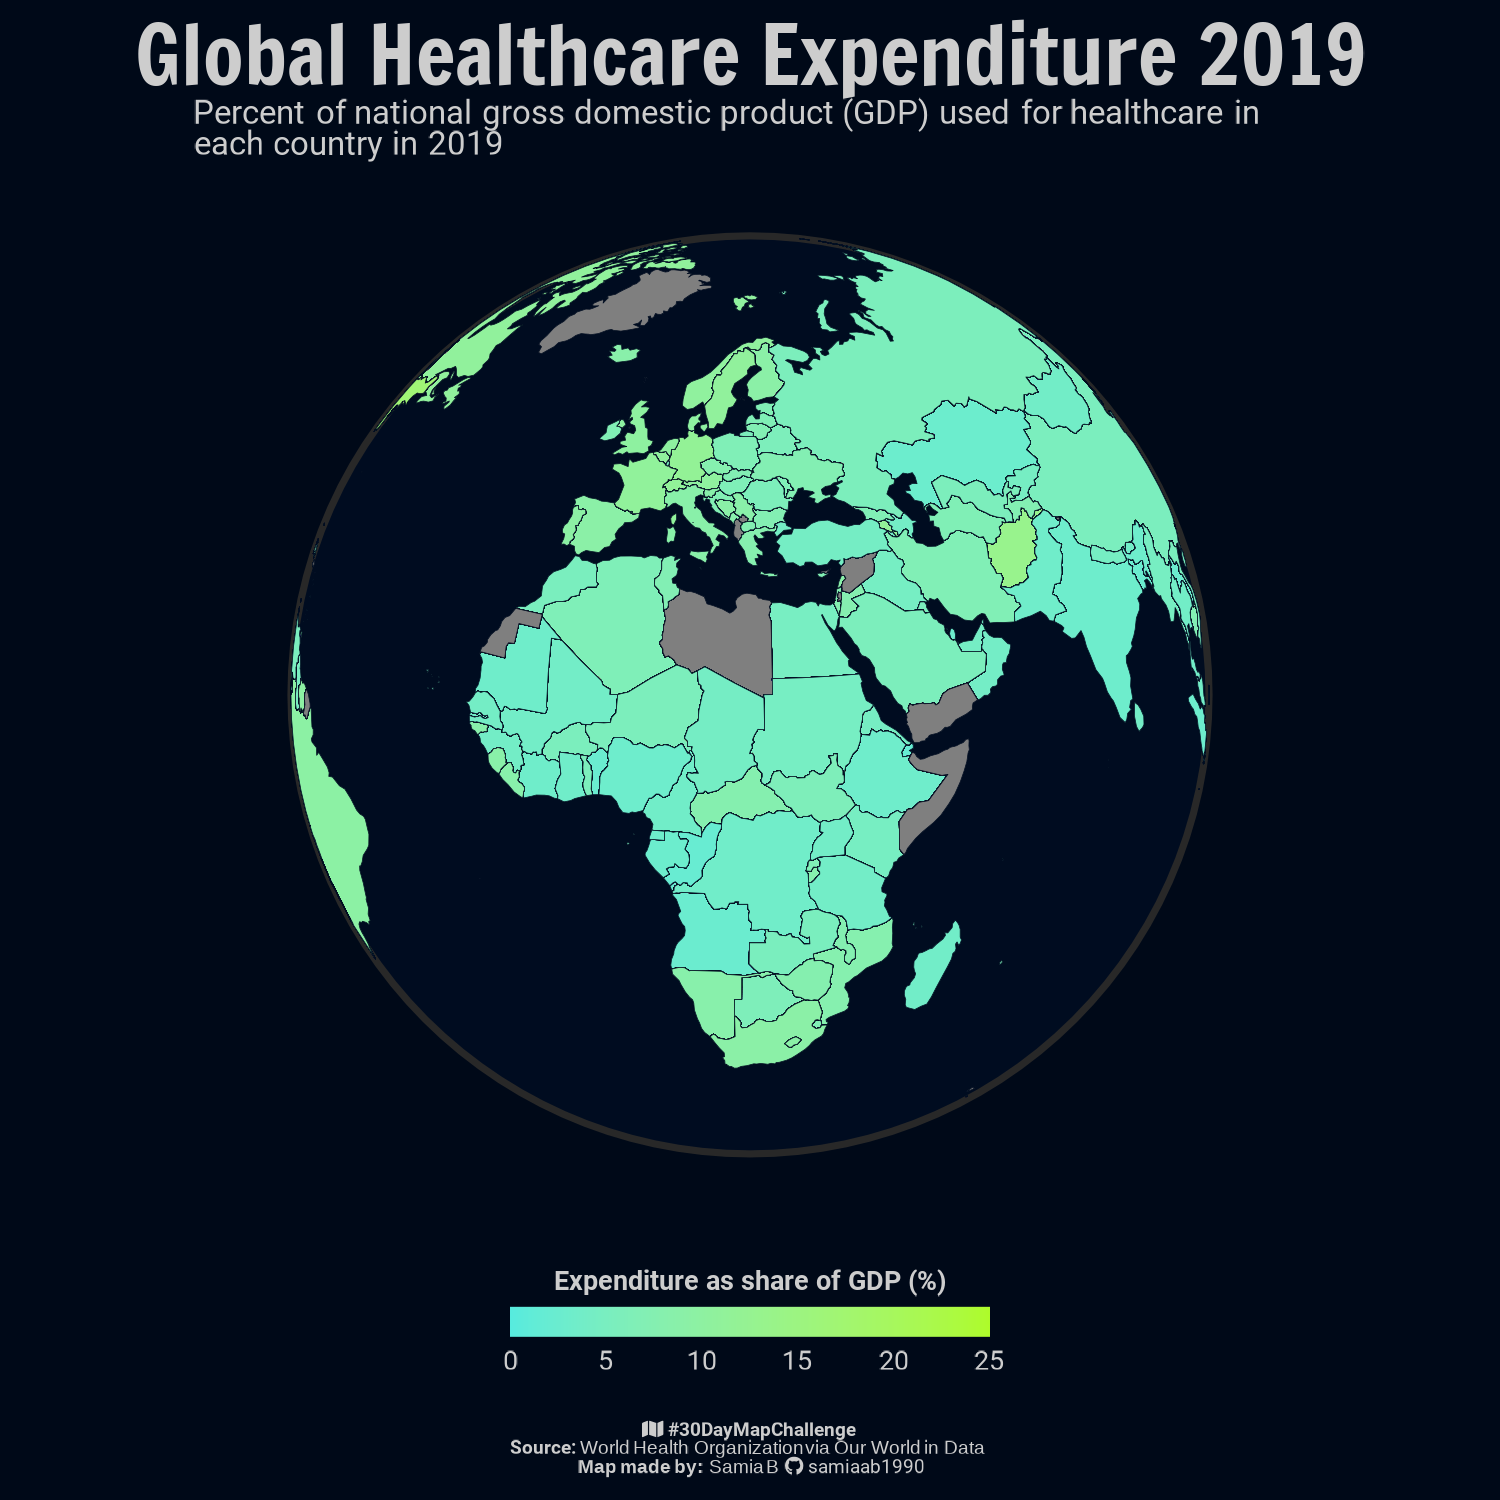 Global Healthcare Expenditure 2019
Percent of national gross domestic product (GDP) used for healthcare in
each country in 2019
Expenditure as share of GDP (%)
0 5 10 15 20 25
#30DayMapChallenge
Source: World Health Organization via Our World in Data
Map made by: Samia B samiaab1990